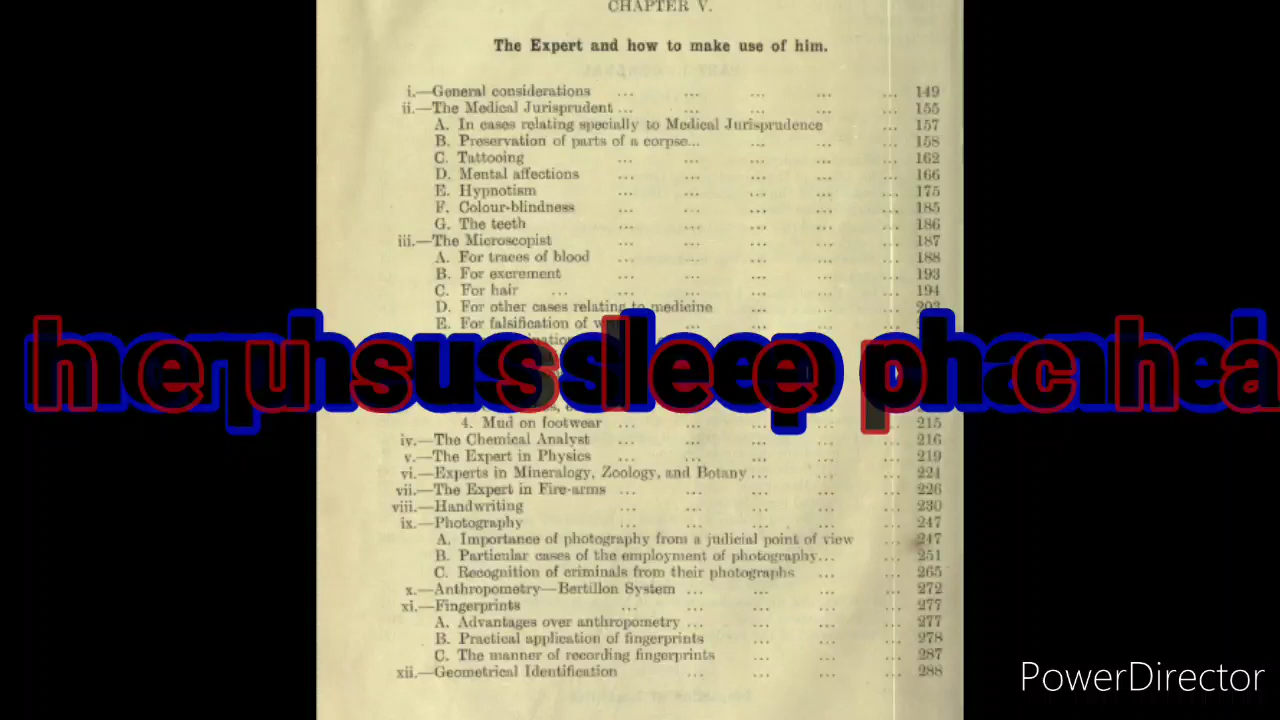 CHAPTER V.
The Expert and how to make use of him.
i.—General considerations ... ... ... ... ... 149
ii.—The Medical Jurisprudent ... ... ... ... ... 155
A. In cases relating specially to Medical Jurisprudence ... 157
B. Preservation of parts of a corpse... ... ... ... 158
C. Tattooing ... ... ... ... ... 162
D. Mental affections ... ... ... ... ... 166
E. Hypnotism ... ... ... ... ... 175
F. Colour-blindness ... ... ... ... ... 185
G. The teeth ... ... ... ... ... 186
iii.—The Microscopist ... ... ... ... ... 187
A. For traces of blood ... ... ... ... ... 188
B. For excrement ... ... ... ... ... 193
C. For hair ... ... ... ... ... ... 194
D. For other cases relating to medicine ... ... ...
E. For falsification of
sleep
4. Mud on footwear ... ... ... ... ... 215
iv.—The Chemical Analyst ... ... ... ... ... 216
v.—The Expert in Physics ... ... ... ... ... 219
vi.—Experts in Mineralogy, Zoology, and Botany ... ... ... ... 224
vii.—The Expert in Fire-arms ... ... ... ... ... 226
viii.—Handwriting ... ... ... ... ... 230
ix.—Photography ... ... ... ... ... 247
A. Importance of photography from a judicial point of view ... 247
B. Particular cases of the employment of photography... ... 251
C. Recognition of criminals from their photographs ... ... 265
x.—Anthropometry—Bertillon System ... ... ... ... 272
xi.—Fingerprints ... ... ... ... ... 277
A. Advantages over anthropometry ... ... ... ... 277
B. Practical application of fingerprints ... ... ... 278
C. The manner of recording fingerprints ... ... ... 287
xii.—Geometrical Identification ... ... ... ... 288
PowerDirector